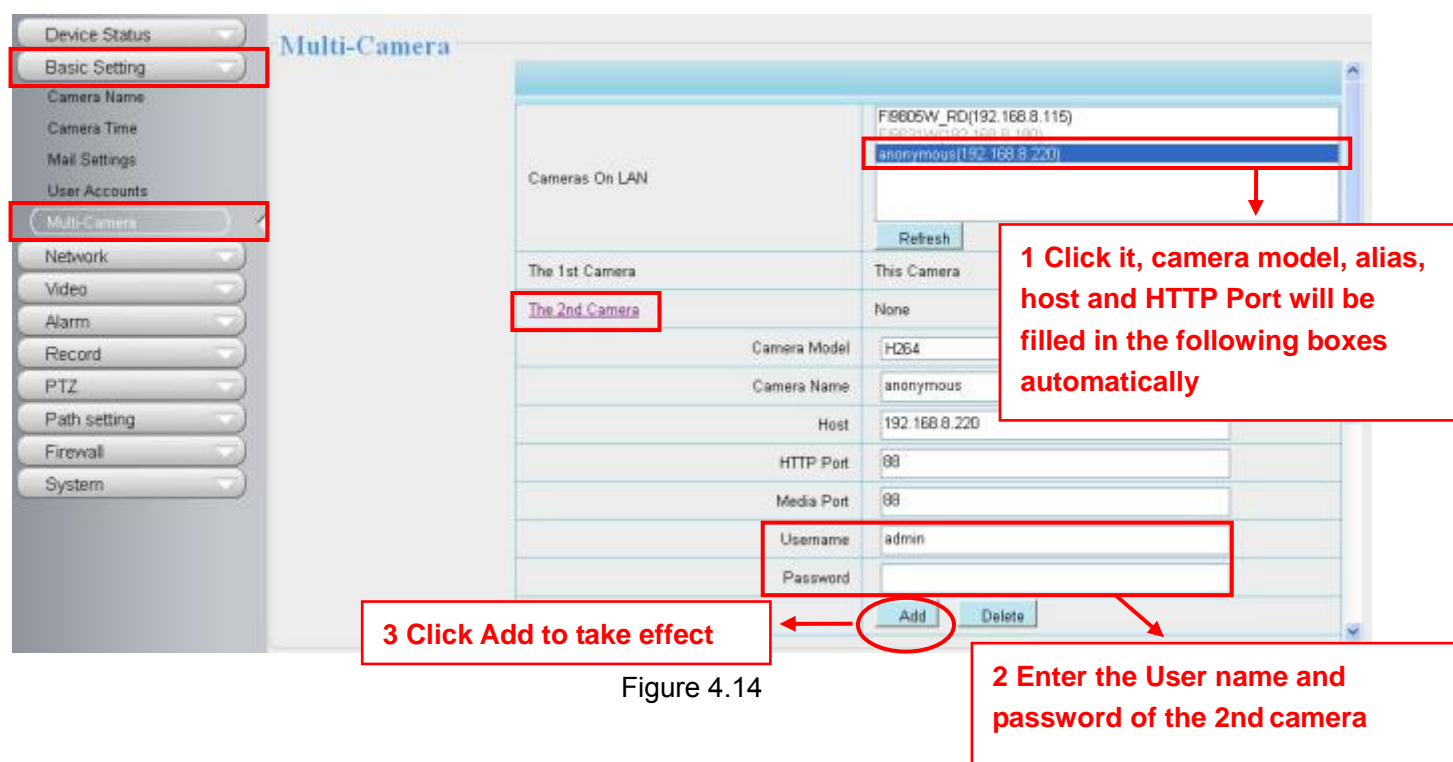 Device Status
Basic Setting
Camera Name
Camera Time
Mail Settings
User Accounts
Multi-Camera
Network
Video
Alarm
Record
PTZ
Path setting
Firewall
System
Multi-Camera
Cameras On LAN
FI9805W_RD(192.168.8.115)
FI9821W(192.168.8.180)
anonymous(192.168.8.220)
Refresh
The 1st Camera
This Camera
The 2nd Camera
None
Camera Model
H264
Camera Name
anonymous
Host
192.168.8.220
HTTP Port
88
Media Port
88
Username
admin
Password
Add
Delete
1 Click it, camera model, alias,
host and HTTP Port will be
filled in the following boxes
automatically
3 Click Add to take effect
2 Enter the User name and
password of the 2nd camera
Figure 4.14